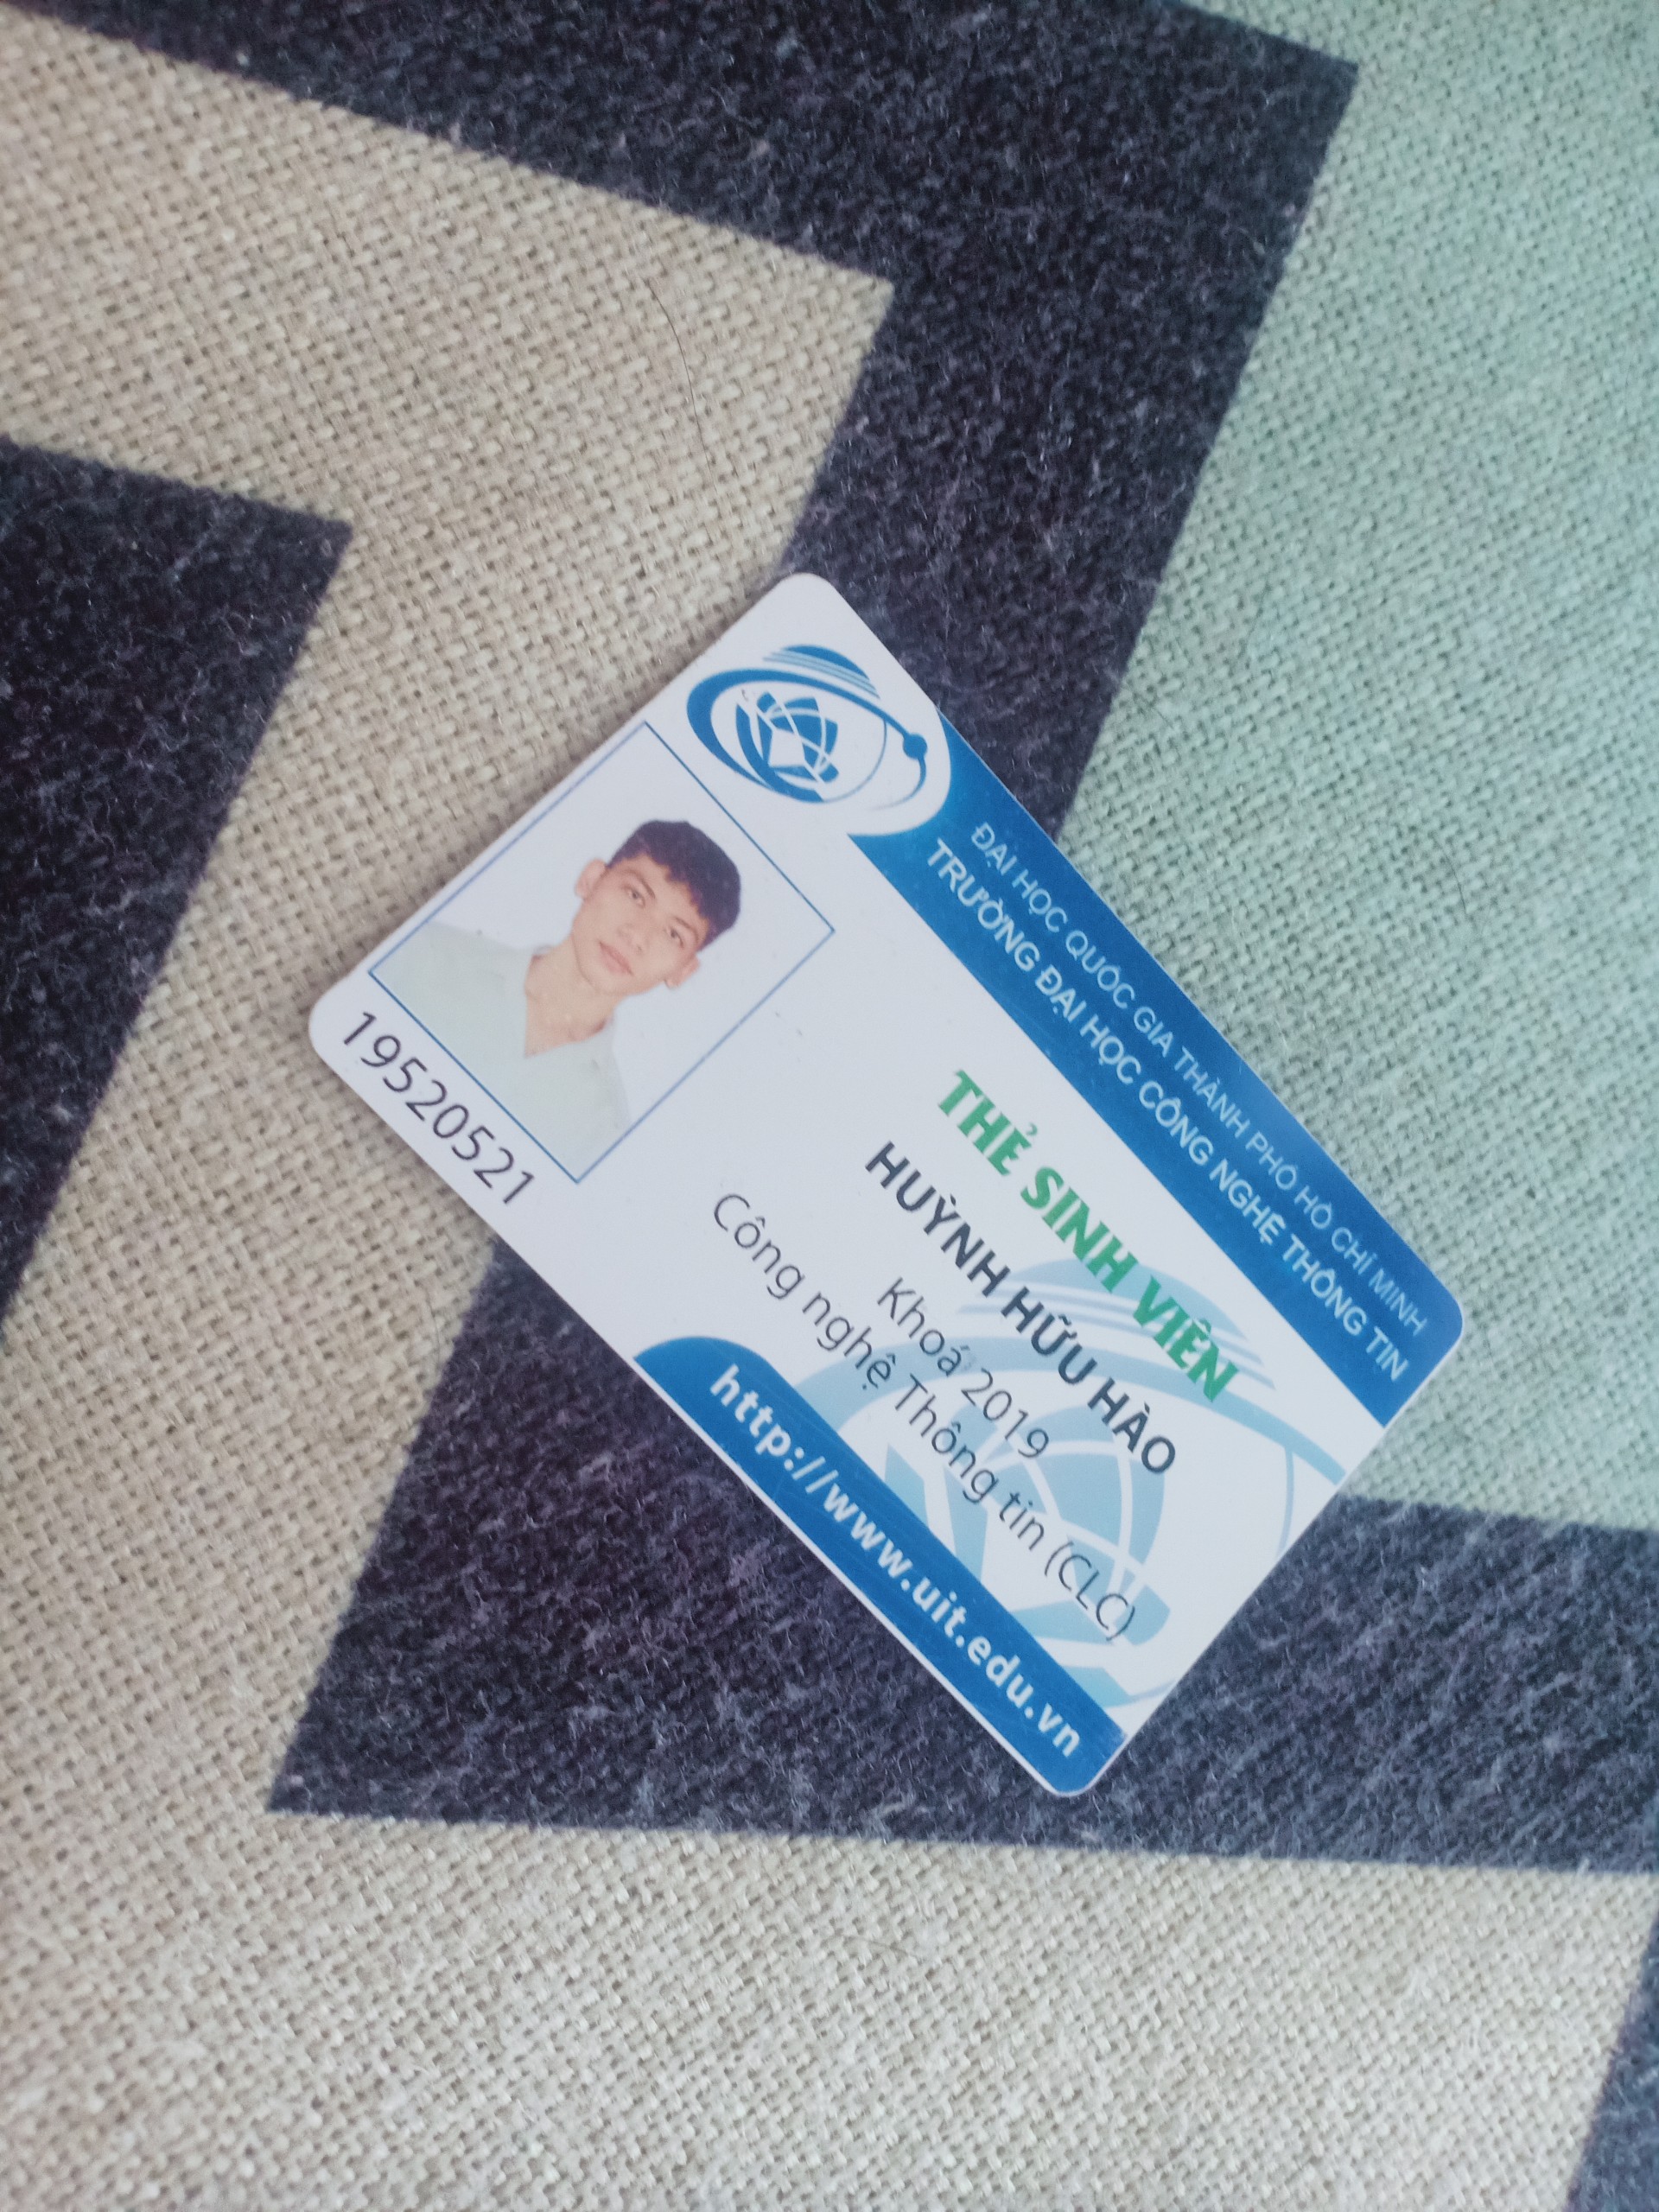 ĐẠI HỌC QUỐC GIA THÀNH PHỐ HỒ CHÍ MINH
TRƯỜNG ĐẠI HỌC CÔNG NGHỆ THÔNG TIN
THẺ SINH VIÊN
HUỲNH HỮU HÀO
Khoá 2019
Công nghệ Thông tin (CLC)
19520521
http://www.uit.edu.vn